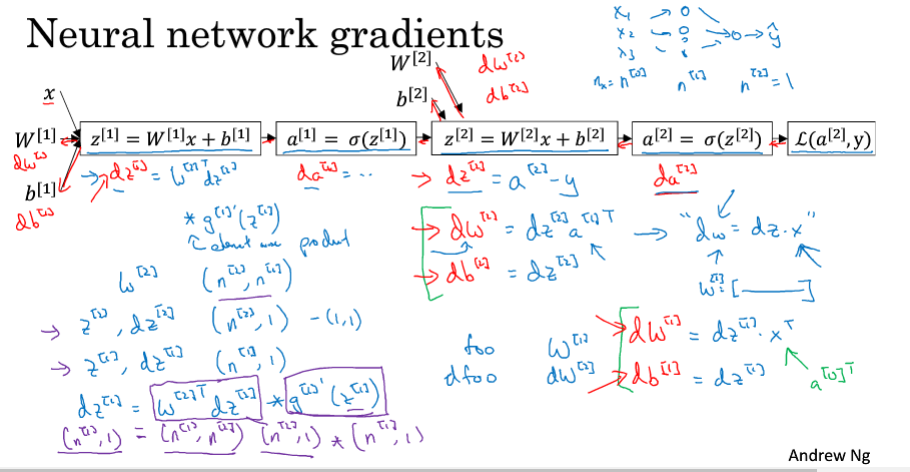 Neural network gradients
x₁
x₂
x₃
ŷ
nₓ = n^[0] n^[1] n^[2] = 1
W^[2] dW^[2]
b^[2] db^[2]
x
W^[1]
dW^[1]
b^[1]
db^[1]
z^[1] = W^[1]x + b^[1]
a^[1] = σ(z^[1])
z^[2] = W^[2]x + b^[2]
a^[2] = σ(z^[2])
ℒ(a^[2], y)
→ dz^[1] = W^[2]T dz^[2]
* g^[1]'(z^[1])
product
da^[1] = ..
→ dz^[2] = a^[2] - y
da^[2]
→ dW^[2] = dz^[2] a^[1]T → "dw = dz · x"
→ db^[2] = dz^[2]
W^[1] [ ]
W^[2] (n^[2], n^[1])
→ z^[2], dz^[2] (n^[2], 1) - (1,1)
→ z^[1], dz^[1] (n^[1], 1)
dz^[1] = W^[2]T dz^[2] * g^[1]'(z^[1])
(n^[1], 1) = (n^[1], n^[2]) (n^[2], 1) * (n^[1], 1)
foo W^[1]
dfoo dW^[1]
dW^[1] = dz^[1] · x^T
db^[1] = dz^[1]
a^[0]T
Andrew Ng